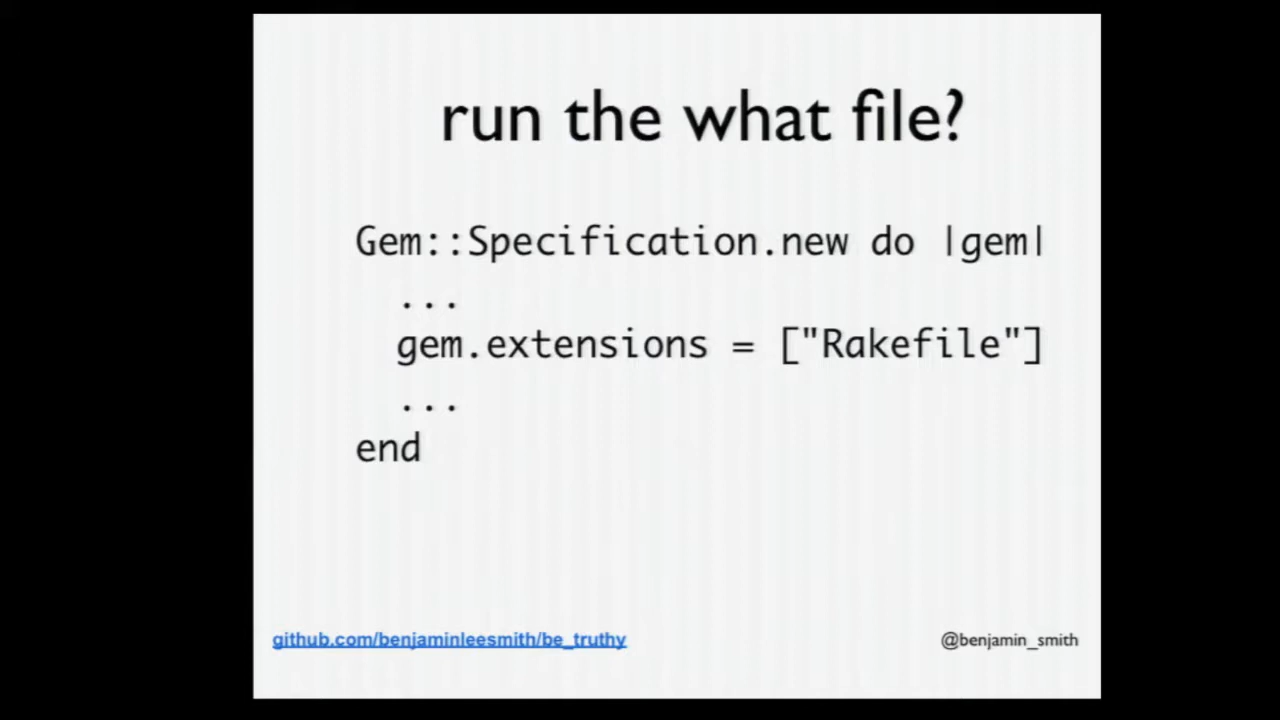 run the what file?
Gem::Specification.new do |gem|
...
gem.extensions = ["Rakefile"]
...
end
github.com/benjaminleesmith/be_truthy
@benjamin_smith